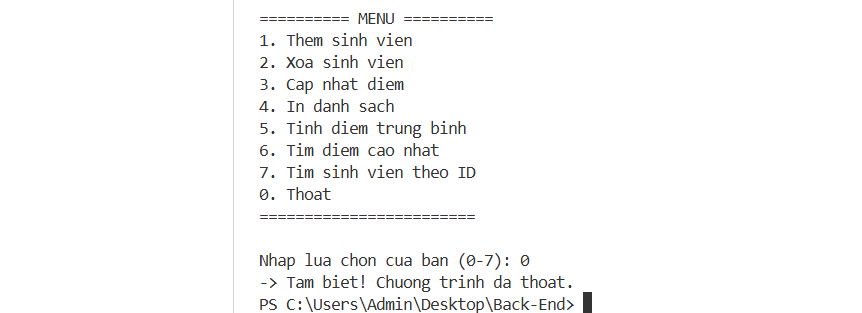 ========== MENU ==========
1. Them sinh vien
2. Xoa sinh vien
3. Cap nhat diem
4. In danh sach
5. Tinh diem trung binh
6. Tim diem cao nhat
7. Tim sinh vien theo ID
0. Thoat
========================
Nhap lua chon cua ban (0-7): 0
-> Tam biet! Chuong trinh da thoat.
PS C:\Users\Admin\Desktop\Back-End>